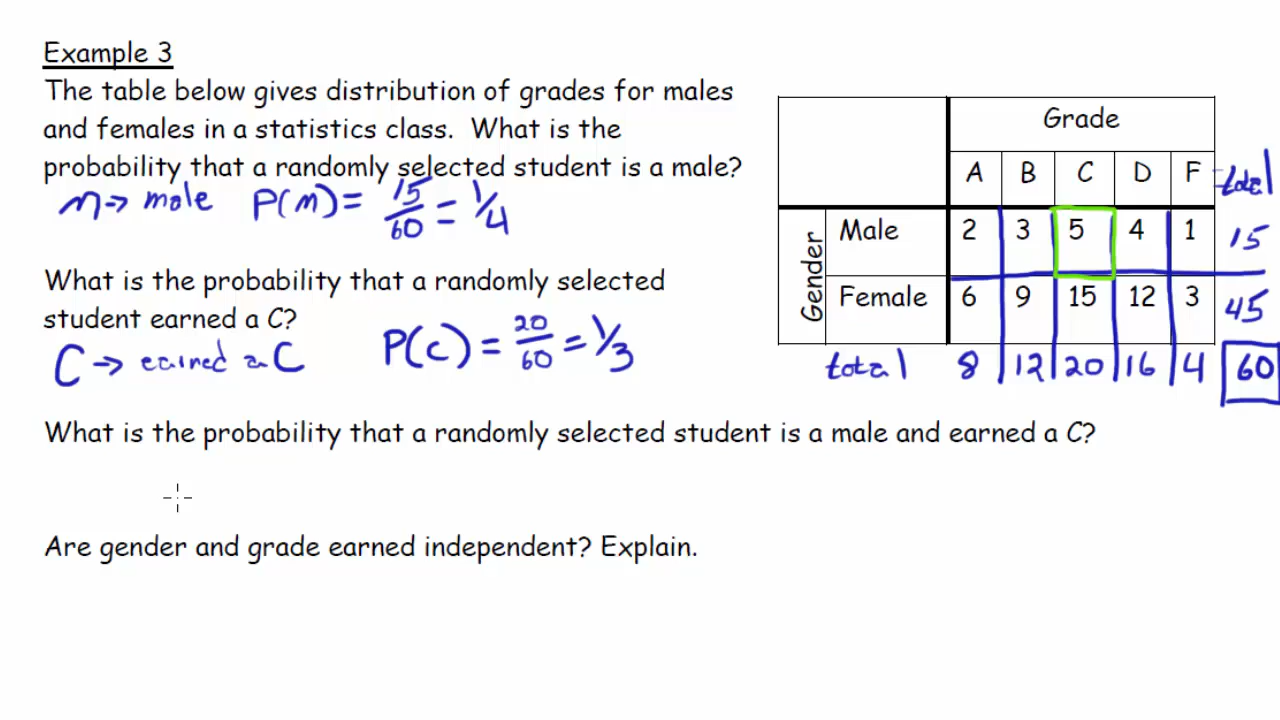 Example 3
The table below gives distribution of grades for males
and females in a statistics class. What is the
probability that a randomly selected student is a male?
M → male P(M) = 15/60 = 1/4
What is the probability that a randomly selected
student earned a C?
C → earned a C P(C) = 20/60 = 1/3
Grade
A B C D F total
Gender
Male 2 3 5 4 1 15
Female 6 9 15 12 3 45
total 8 12 20 16 4 60
What is the probability that a randomly selected student is a male and earned a C?
Are gender and grade earned independent? Explain.